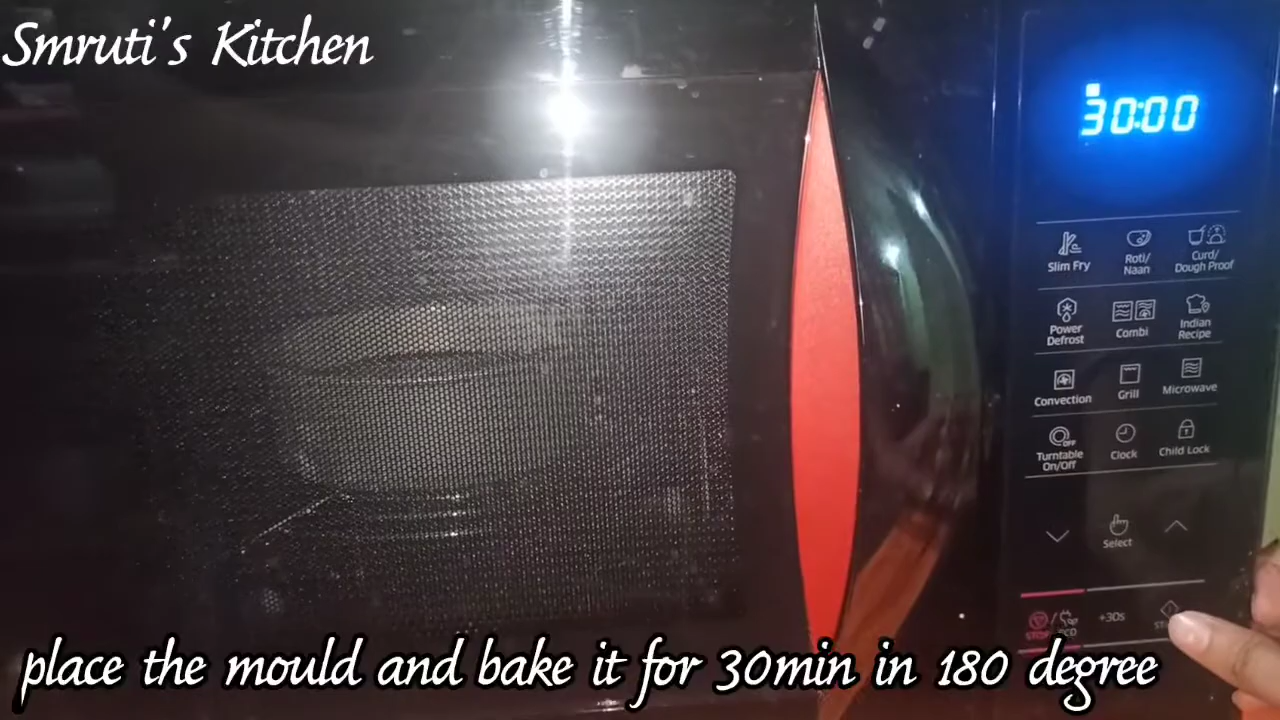 Smruti's Kitchen
30:00
Slim Fry
Roti/
Naan
Curd/
Dough Proof
Power
Defrost
Combi
Indian
Recipe
Convection
Grill
Microwave
OFF
Turntable
On/Off
Clock
Child Lock
Select
STOP
+30s
place the mould and bake it for 30min in 180 degree